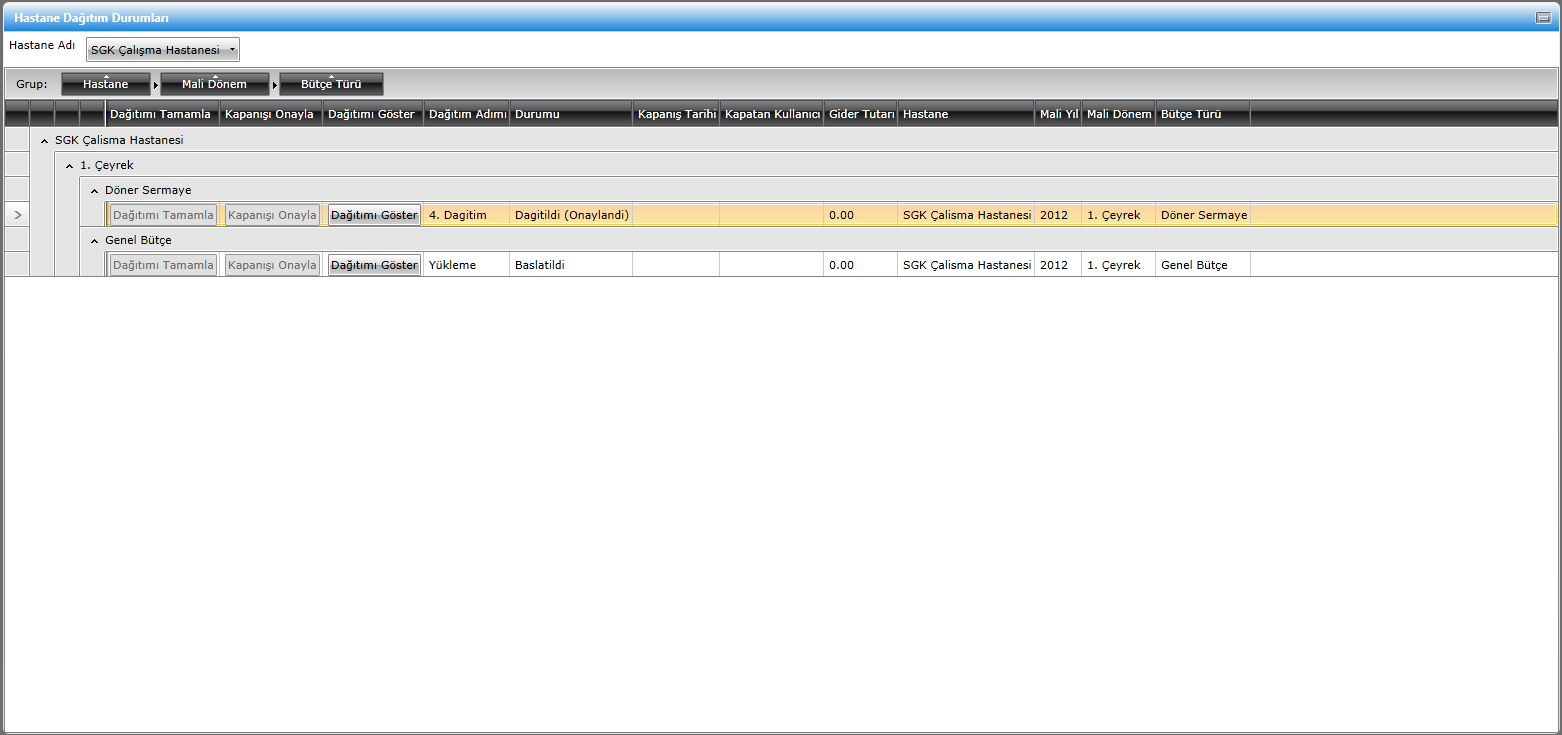 Hastane Dağıtım Durumları
Hastane Adı SGK Çalışma Hastanesi
Grup: Hastane Mali Dönem Bütçe Türü
Dağıtımı Tamamla Kapanışı Onayla Dağıtımı Göster Dağıtım Adımı Durumu Kapanış Tarihi Kapatan Kullanıcı Gider Tutarı Hastane Mali Yıl Mali Dönem Bütçe Türü
SGK Çalisma Hastanesi
1. Çeyrek
Döner Sermaye
Dağıtımı Tamamla Kapanışı Onayla Dağıtımı Göster 4. Dagitim Dagitildi (Onaylandi) 0.00 SGK Çalisma Hastanesi 2012 1. Çeyrek Döner Sermaye
Genel Bütçe
Dağıtımı Tamamla Kapanışı Onayla Dağıtımı Göster Yükleme Baslatildi 0.00 SGK Çalisma Hastanesi 2012 1. Çeyrek Genel Bütçe